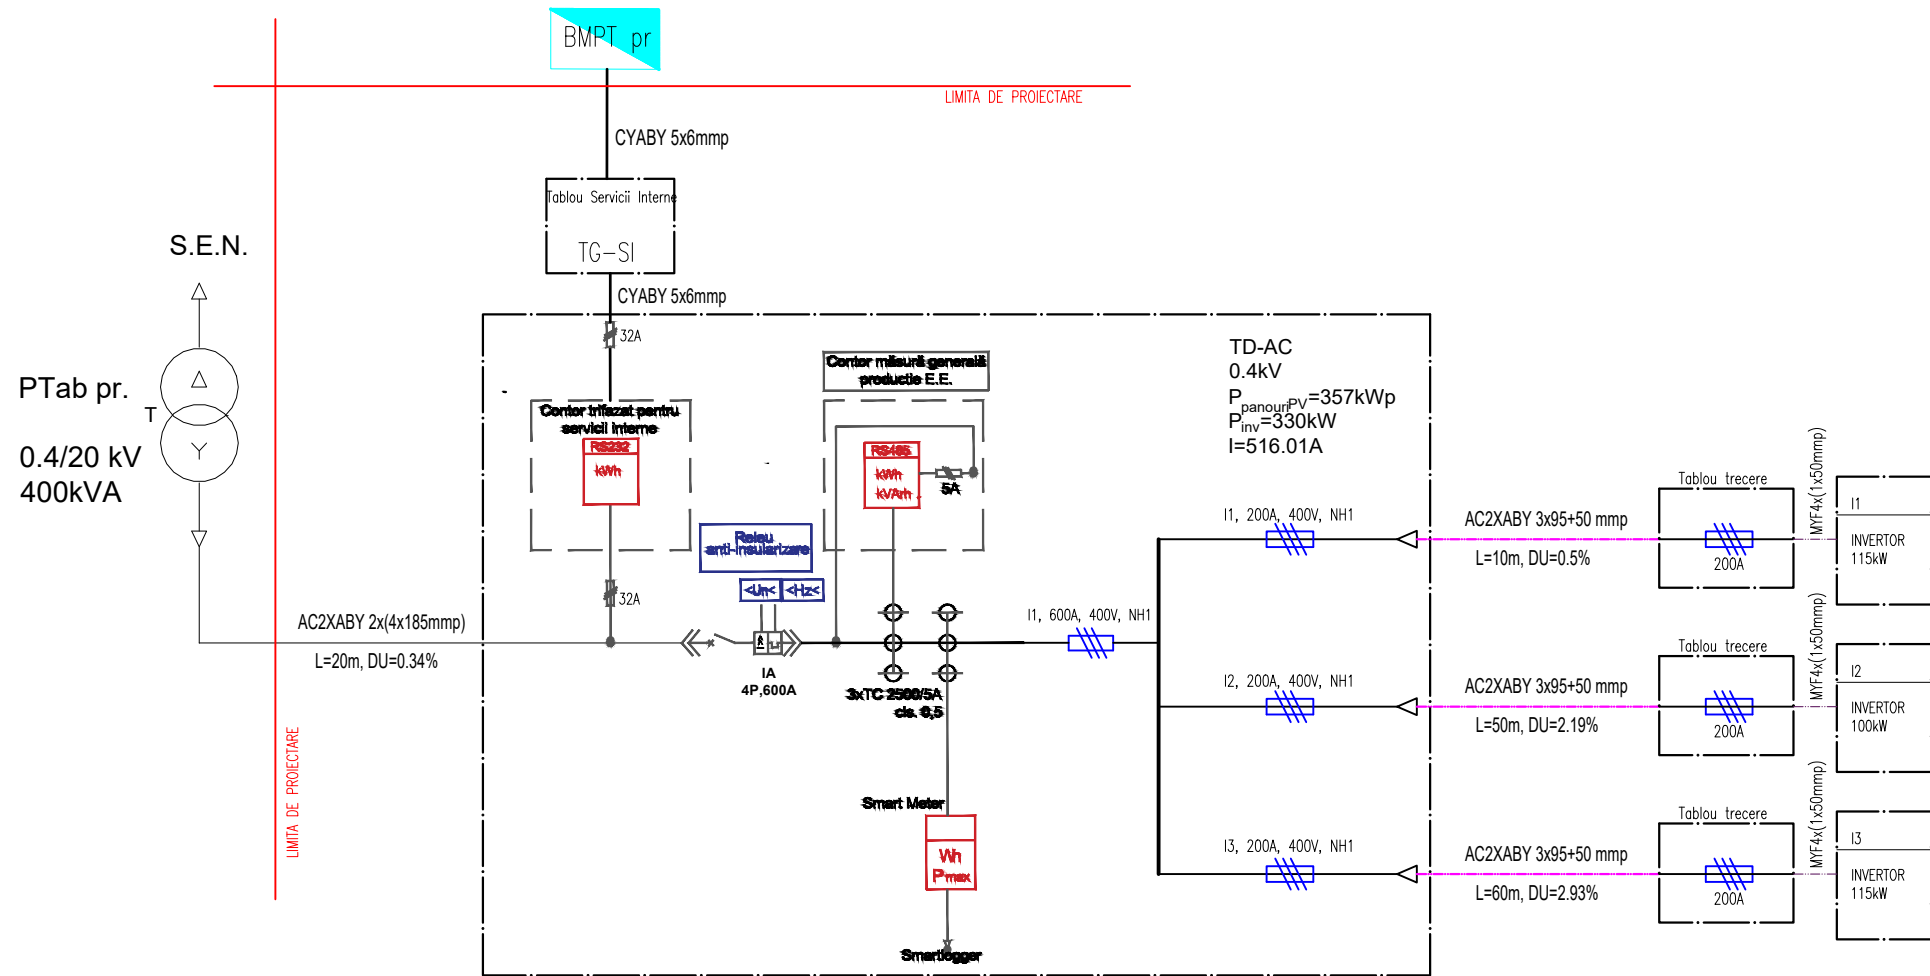 BMPT pr
LIMITA DE PROIECTARE
CYABY 5x6mmp
Tablou Servicii Interne
TG-SI
S.E.N.
CYABY 5x6mmp
32A
PTab pr.
T
0.4/20 kV
400kVA
Contor trifazat pentru
servicii interne
RS232
kWh
32A
Contor măsură generală
productie E.E.
RS485
kWh
kVArh
5A
TD-AC
0.4kV
PpanouriPV=357kWp
Pinv=330kW
I=516.01A
Releu
anti-insularizare
<Un<
<Hz<
AC2XABY 2x(4x185mmp)
L=20m, DU=0.34%
IA
4P,600A
3xTC 2500/5A
cls. 0,5
I1, 600A, 400V, NH1
LIMITA DE PROIECTARE
Smart Meter
Wh
Pmax
Smartlogger
I1, 200A, 400V, NH1
AC2XABY 3x95+50 mmp
L=10m, DU=0.5%
Tablou trecere
200A
MYF4x(1x50mmp)
I1
INVERTOR
115kW
I2, 200A, 400V, NH1
AC2XABY 3x95+50 mmp
L=50m, DU=2.19%
Tablou trecere
200A
MYF4x(1x50mmp)
I2
INVERTOR
100kW
I3, 200A, 400V, NH1
AC2XABY 3x95+50 mmp
L=60m, DU=2.93%
Tablou trecere
200A
MYF4x(1x50mmp)
I3
INVERTOR
115kW